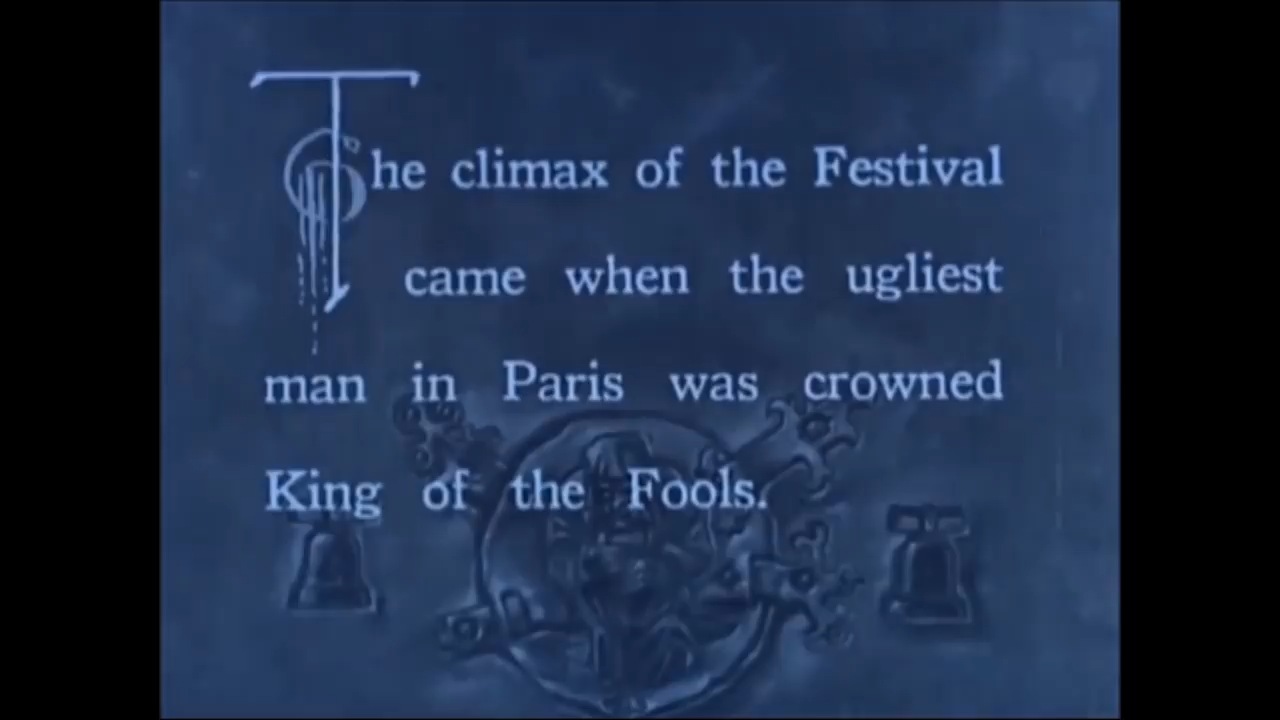 The climax of the Festival
came when the ugliest
man in Paris was crowned
King of the Fools.